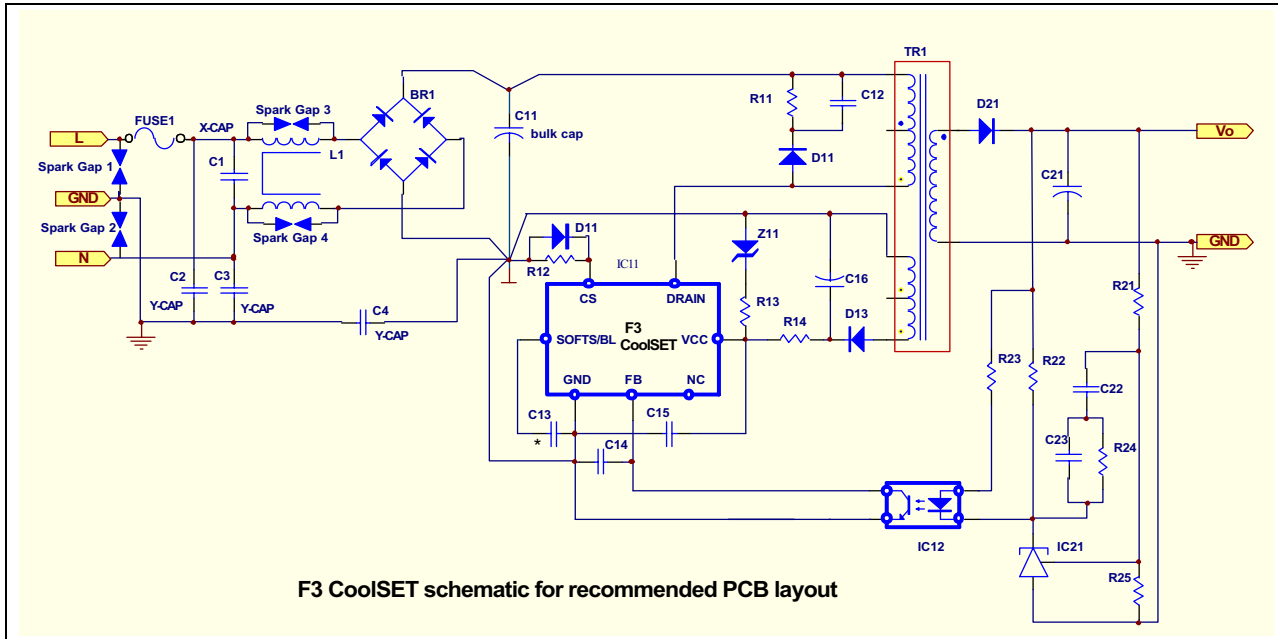 TR1
BR1
Spark Gap 3
FUSE1
X-CAP
C11
bulk cap
R11
C12
D21
L
Vo
L1
C1
D11
Spark Gap 1
C21
GND
Spark Gap 2
Spark Gap 4
D11
Z11
GND
N
R12
IC11
C16
R21
C2
C3
CS
DRAIN
R13
Y-CAP
Y-CAP
C4
Y-CAP
F3
CoolSET
SOFTS/BL
VCC
R14
D13
R23
R22
GND
FB
NC
C22
C13
*
C15
C14
C23
R24
IC12
IC21
R25
F3 CoolSET schematic for recommended PCB layout